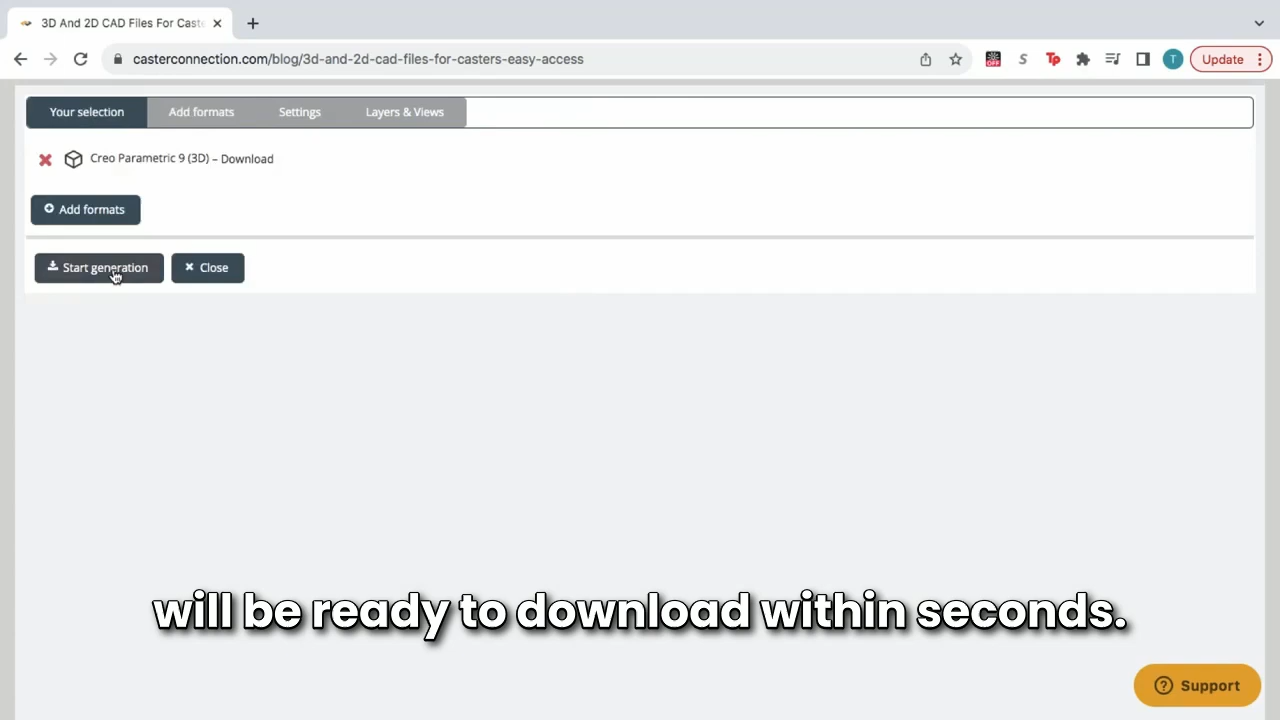 3D And 2D CAD Files For Caste
casterconnection.com/blog/3d-and-2d-cad-files-for-casters-easy-access
OFF
S
Tp
T
Update
Your selection
Add formats
Settings
Layers & Views
Creo Parametric 9 (3D) – Download
Add formats
Start generation
Close
will be ready to download within seconds.
Support